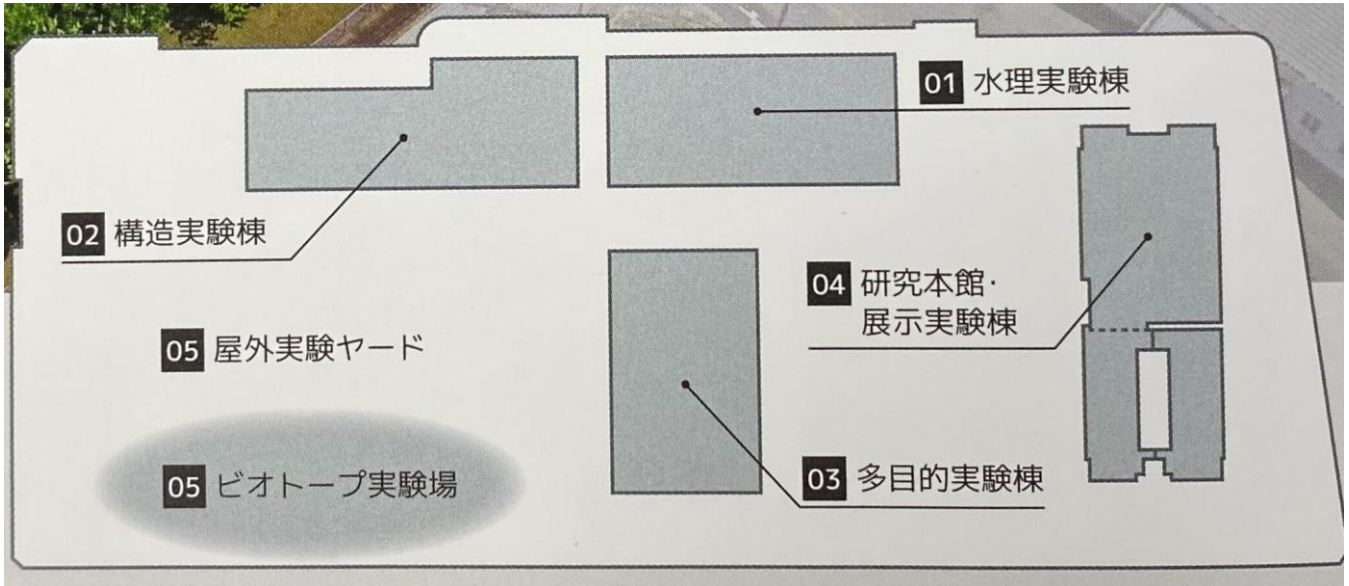 01 水理実験棟
02 構造実験棟
04 研究本館・
展示実験棟
05 屋外実験ヤード
05 ビオトープ実験場
03 多目的実験棟